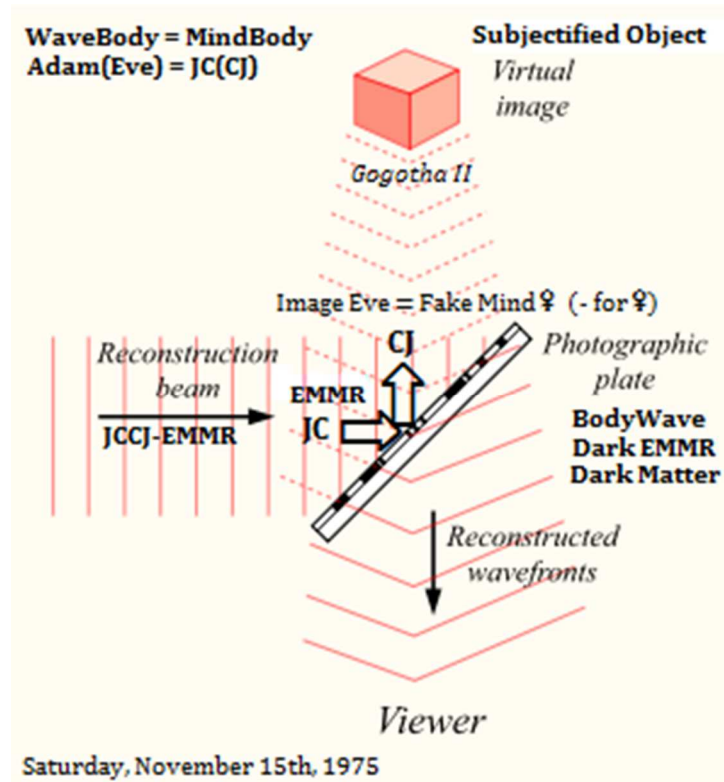 WaveBody = MindBody
Adam(Eve) = JC(CJ)
Subjectified Object
Virtual
image
Gogotha II
Image Eve = Fake Mind♀ (- for♀)
CJ
Reconstruction
beam
JCCJ-EMMR
EMMR
JC
Photographic
plate
BodyWave
Dark EMMR
Dark Matter
Reconstructed
wavefronts
Viewer
Saturday, November 15th, 1975